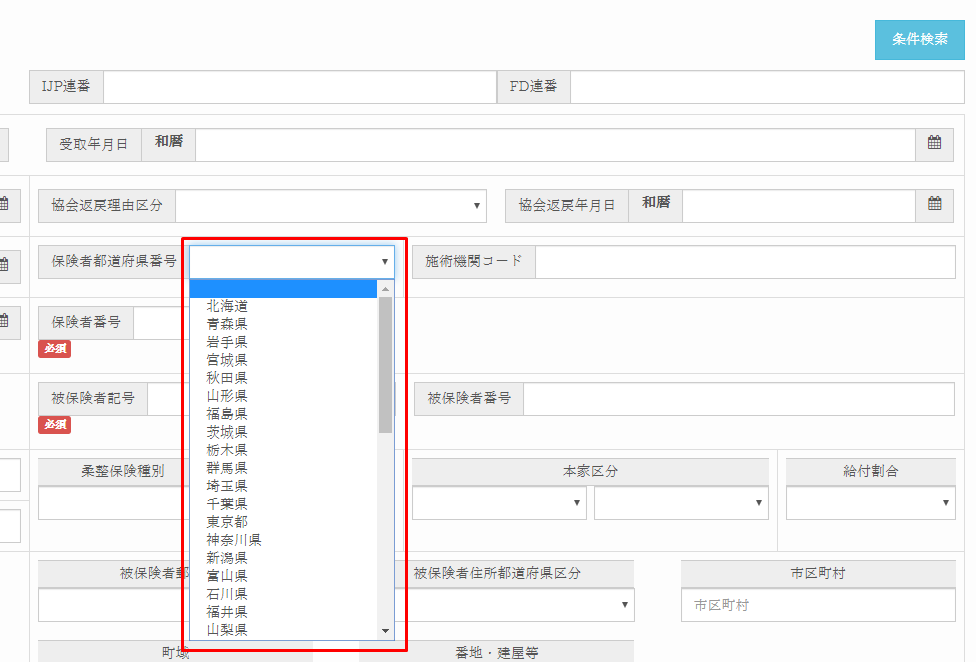 条件検索
IJP連番
FD連番
受取年月日 和暦
協会返戻理由区分
協会返戻年月日 和暦
保険者都道府県番号
施術機関コード
北海道
青森県
岩手県
宮城県
秋田県
山形県
福島県
茨城県
栃木県
群馬県
埼玉県
千葉県
東京都
神奈川県
新潟県
富山県
石川県
福井県
山梨県
保険者番号
必須
被保険者記号
必須
被保険者番号
柔整保険種別
本家区分
給付割合
被保険者郵
被保険者住所都道府県区分
市区町村
市区町村
町域
番地・建屋等